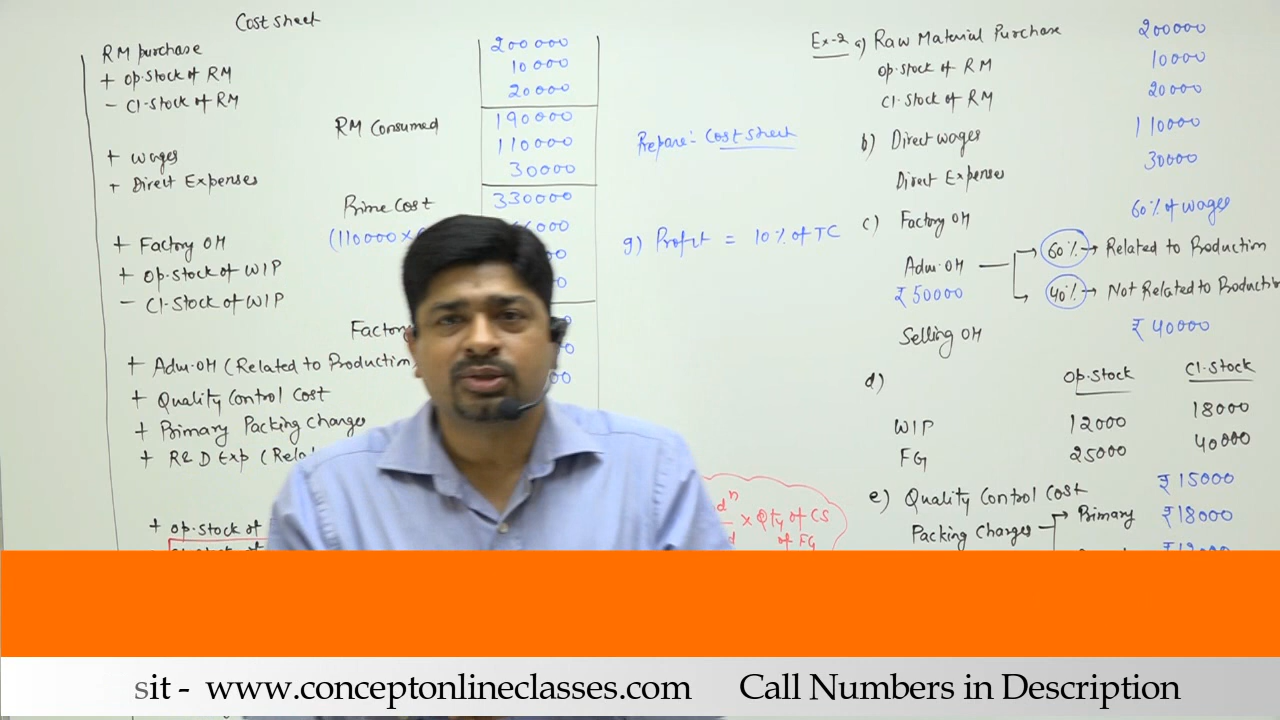 Cost sheet
RM purchase 200000
+ Op. Stock of RM 10000
- Cl. Stock of RM 20000
RM Consumed 190000
+ Wages 110000
+ Direct Expenses 30000
Prime Cost 330000
+ Factory OH (110000 ×
+ Op. Stock of WIP
- Cl. Stock of WIP
Factory
+ Adm. OH (Related to Production
+ Quality Control Cost
+ Primary Packing Charges
+ R & D Exp
+ Op. Stock of
Prepare: Cost sheet
g) Profit = 10% of TC
× Qty of CS
of FG
Ex-2 a) Raw Material Purchase 200000
Op. Stock of RM 10000
Cl. Stock of RM 20000
b) Direct wages 110000
Direct Expenses 30000
c) Factory OH 60% of wages
Adm. OH 60% → Related to Production
₹ 50000 40% → Not Related to Production
Selling OH ₹ 40000
d) Op. Stock Cl. Stock
WIP 12000 18000
FG 25000 40000
e) Quality Control Cost ₹ 15000
Packing Charges Primary ₹ 18000
sit - www.conceptonlineclasses.com Call Numbers in Description